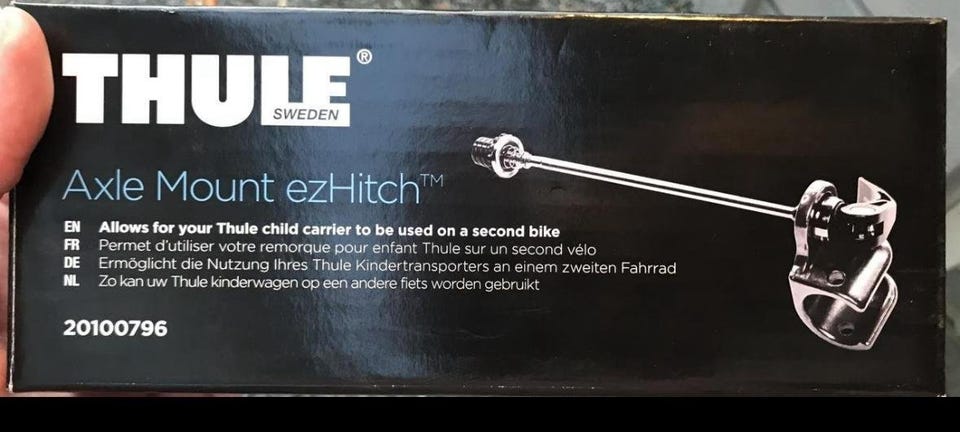 THULE®
SWEDEN
Axle Mount ezHitch™
EN Allows for your Thule child carrier to be used on a second bike
FR Permet d'utiliser votre remorque pour enfant Thule sur un second vélo
DE Ermöglicht die Nutzung Ihres Thule Kindertransporters an einem zweiten Fahrrad
NL Zo kan uw Thule kinderwagen op een andere fiets worden gebruikt
20100796